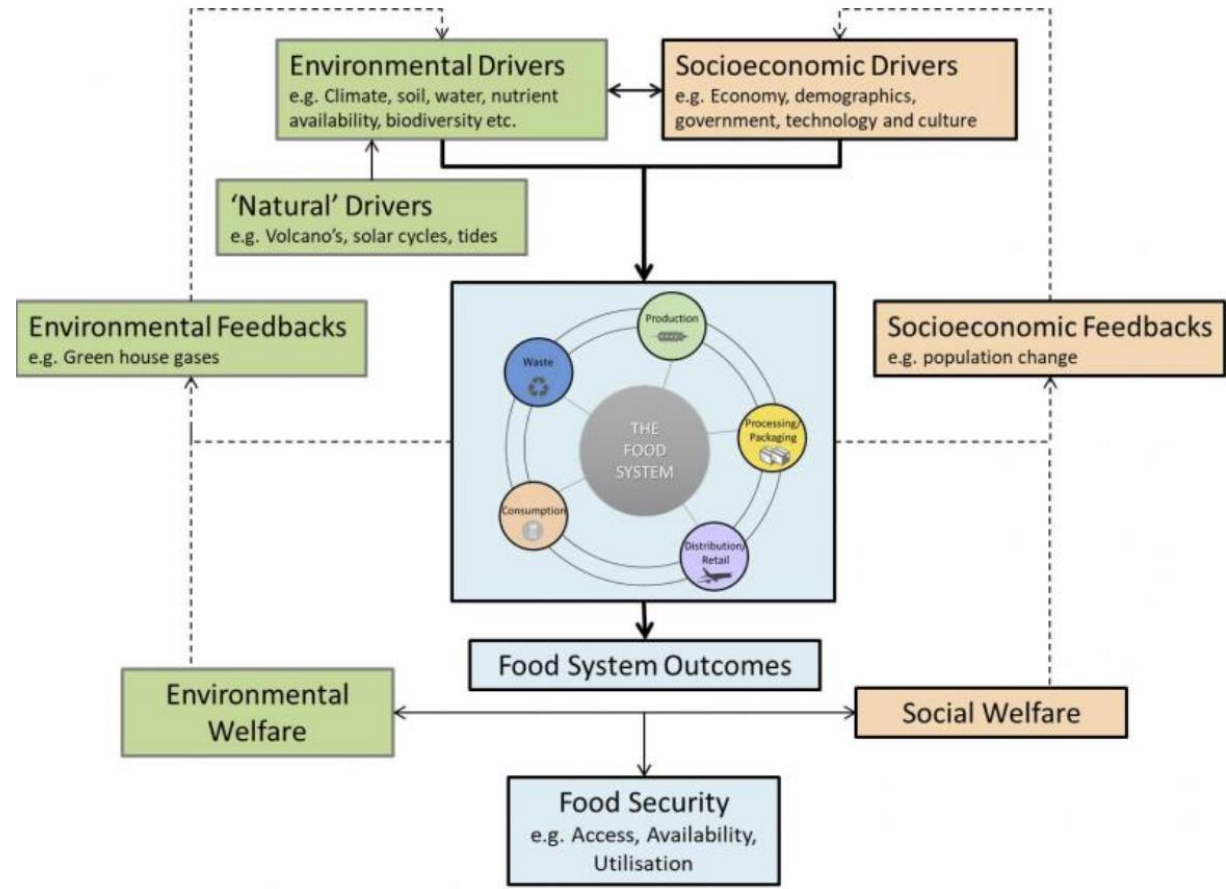 Environmental Drivers
e.g. Climate, soil, water, nutrient
availability, biodiversity etc.
Socioeconomic Drivers
e.g. Economy, demographics,
government, technology and culture
‘Natural’ Drivers
e.g. Volcano’s, solar cycles, tides
Environmental Feedbacks
e.g. Green house gases
Socioeconomic Feedbacks
e.g. population change
Production
Waste
Processing/
Packaging
THE
FOOD
SYSTEM
Consumption
Distribution/
Retail
Food System Outcomes
Environmental
Welfare
Social Welfare
Food Security
e.g. Access, Availability,
Utilisation